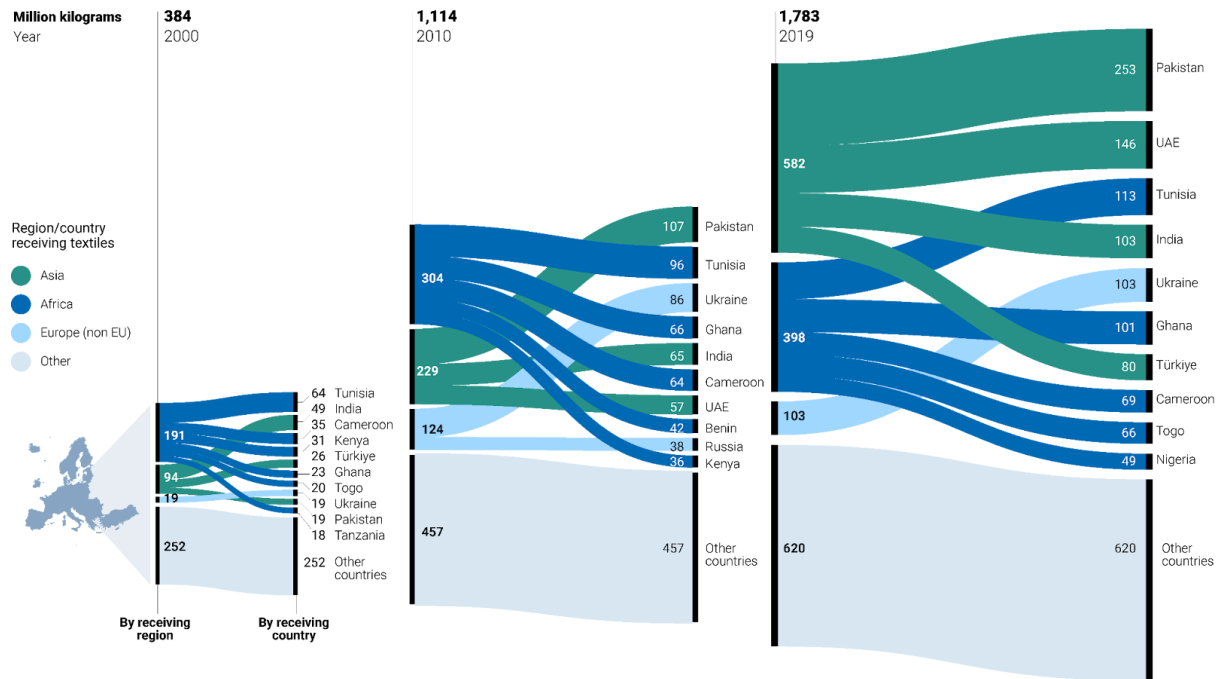 Million kilograms
Year
384
2000
1,114
2010
1,783
2019
Region/country
receiving textiles
Asia
Africa
Europe (non EU)
Other
191
94
19
252
64 Tunisia
49 India
35 Cameroon
31 Kenya
26 Türkiye
23 Ghana
20 Togo
19 Ukraine
19 Pakistan
18 Tanzania
252 Other
countries
By receiving
region
By receiving
country
304
229
124
457
107 Pakistan
96 Tunisia
86 Ukraine
66 Ghana
65 India
64 Cameroon
57 UAE
42 Benin
38 Russia
36 Kenya
457 Other
countries
582
398
103
620
253 Pakistan
146 UAE
113 Tunisia
103 India
103 Ukraine
101 Ghana
80 Türkiye
69 Cameroon
66 Togo
49 Nigeria
620 Other
countries